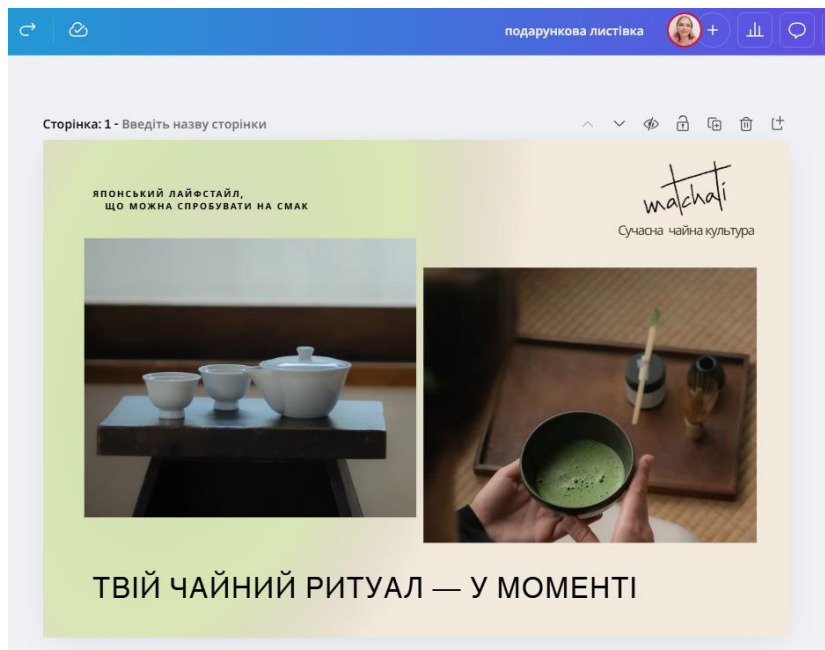 подарункова листівка
Сторінка: 1 - Введіть назву сторінки
ЯПОНСЬКИЙ ЛАЙФСТАЙЛ,
ЩО МОЖНА СПРОБУВАТИ НА СМАК
matchati
Сучасна чайна культура
ТВІЙ ЧАЙНИЙ РИТУАЛ — У МОМЕНТІ